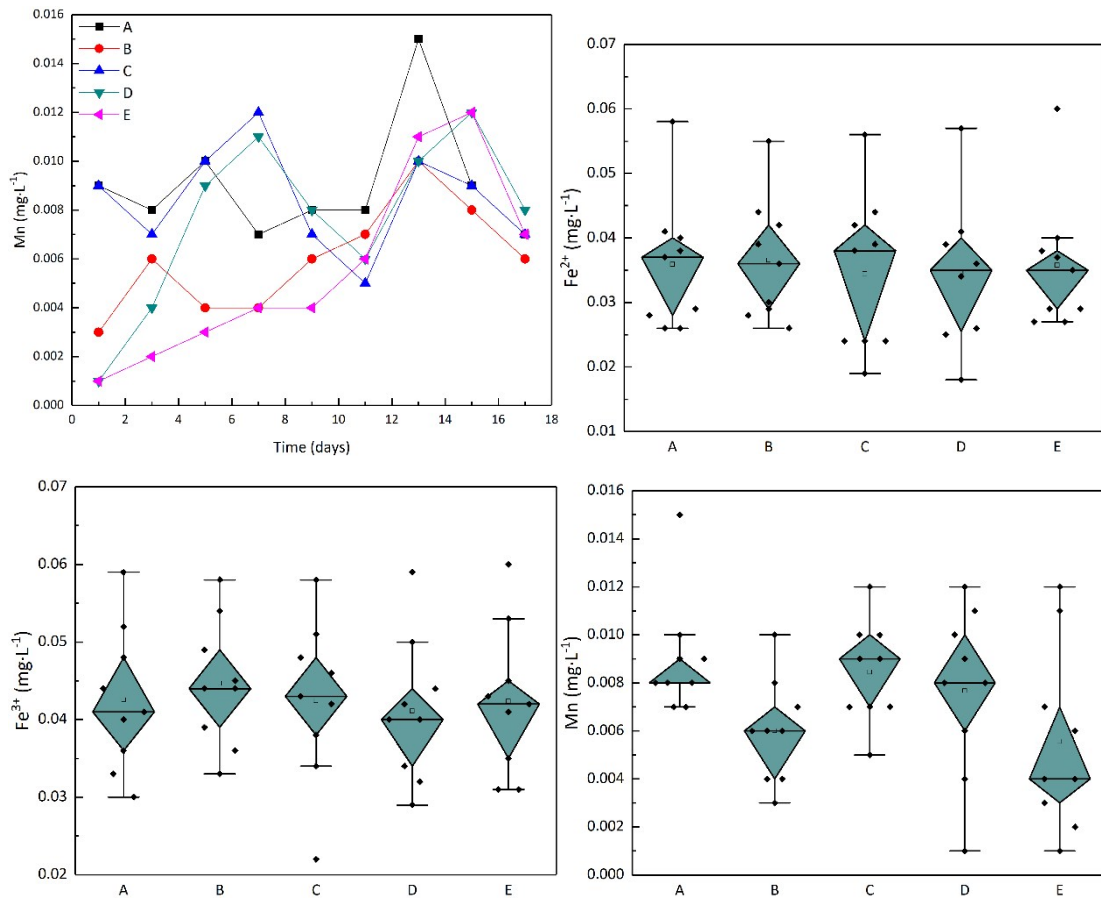 0.016
0.014
0.012
0.010
0.008
0.006
0.004
0.002
0.000
Mn (mg·L⁻¹)
A
B
C
D
E
0 2 4 6 8 10 12 14 16 18
Time (days)
0.07
0.06
0.05
0.04
0.03
0.02
0.01
Fe²⁺ (mg·L⁻¹)
A B C D E
0.07
0.06
0.05
0.04
0.03
0.02
Fe³⁺ (mg·L⁻¹)
A B C D E
0.016
0.014
0.012
0.010
0.008
0.006
0.004
0.002
0.000
Mn (mg·L⁻¹)
A B C D E